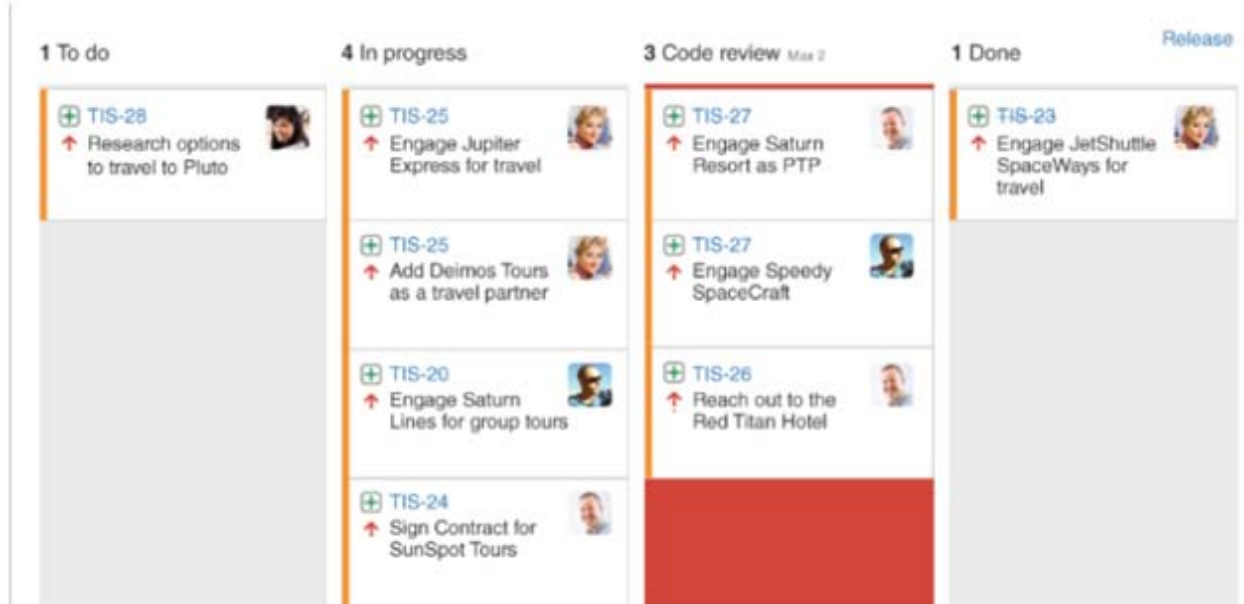 Release
1 To do
4 In progress
3 Code review Max 2
1 Done
TIS-28
Research options
to travel to Pluto
TIS-25
Engage Jupiter
Express for travel
TIS-25
Add Deimos Tours
as a travel partner
TIS-20
Engage Saturn
Lines for group tours
TIS-24
Sign Contract for
SunSpot Tours
TIS-27
Engage Saturn
Resort as PTP
TIS-27
Engage Speedy
SpaceCraft
TIS-26
Reach out to the
Red Titan Hotel
TIS-23
Engage JetShuttle
SpaceWays for
travel